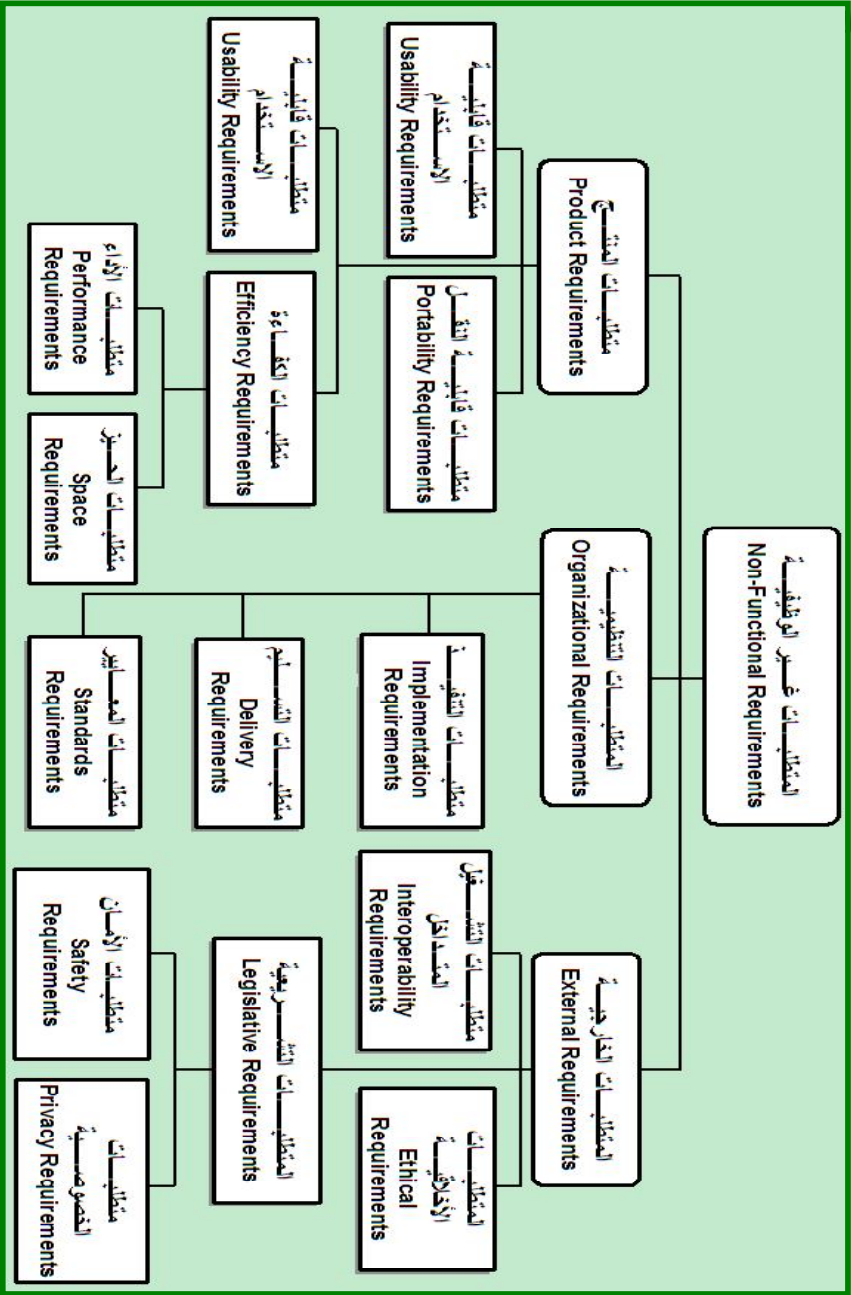 المتطلبات غير الوظيفية
Non-Functional Requirements
متطلبات المنتج
Product Requirements
المتطلبات التنظيمية
Organizational Requirements
المتطلبات الخارجية
External Requirements
متطلبات قابلية
الاستخدام
Usability Requirements
متطلبات قابلية النقل
Portability Requirements
متطلبات التنفيذ
Implementation
Requirements
متطلبات التشغيل
المتداخل
Interoperability
Requirements
المتطلبات
الأخلاقية
Ethical
Requirements
متطلبات قابلية
الاستخدام
Usability Requirements
متطلبات الكفاءة
Efficiency Requirements
متطلبات التسليم
Delivery
Requirements
المتطلبات التشريعية
Legislative Requirements
متطلبات الأداء
Performance
Requirements
متطلبات الحيز
Space
Requirements
متطلبات المعايير
Standards
Requirements
متطلبات الأمان
Safety
Requirements
متطلبات
الخصوصية
Privacy Requirements